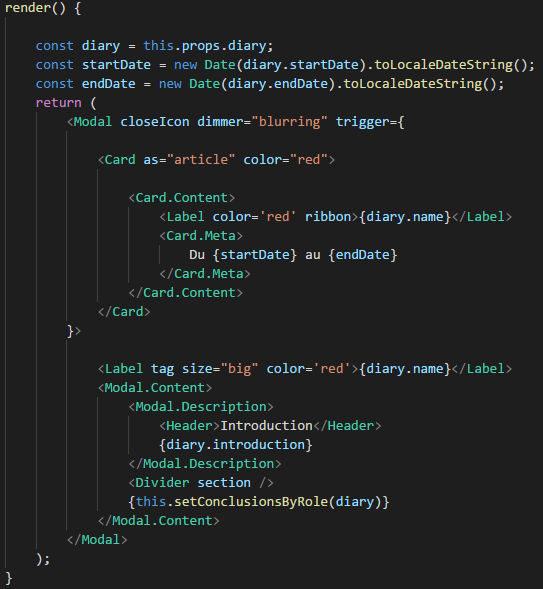 render() {
const diary = this.props.diary;
const startDate = new Date(diary.startDate).toLocaleDateString();
const endDate = new Date(diary.endDate).toLocaleDateString();
return (
<Modal closeIcon dimmer="blurring" trigger={
<Card as="article" color="red">
<Card.Content>
<Label color='red' ribbon>{diary.name}</Label>
<Card.Meta>
Du {startDate} au {endDate}
</Card.Meta>
</Card.Content>
</Card>
}>
<Label tag size="big" color='red'>{diary.name}</Label>
<Modal.Content>
<Modal.Description>
<Header>Introduction</Header>
{diary.introduction}
</Modal.Description>
<Divider section />
{this.setConclusionsByRole(diary)}
</Modal.Content>
</Modal>
);
}